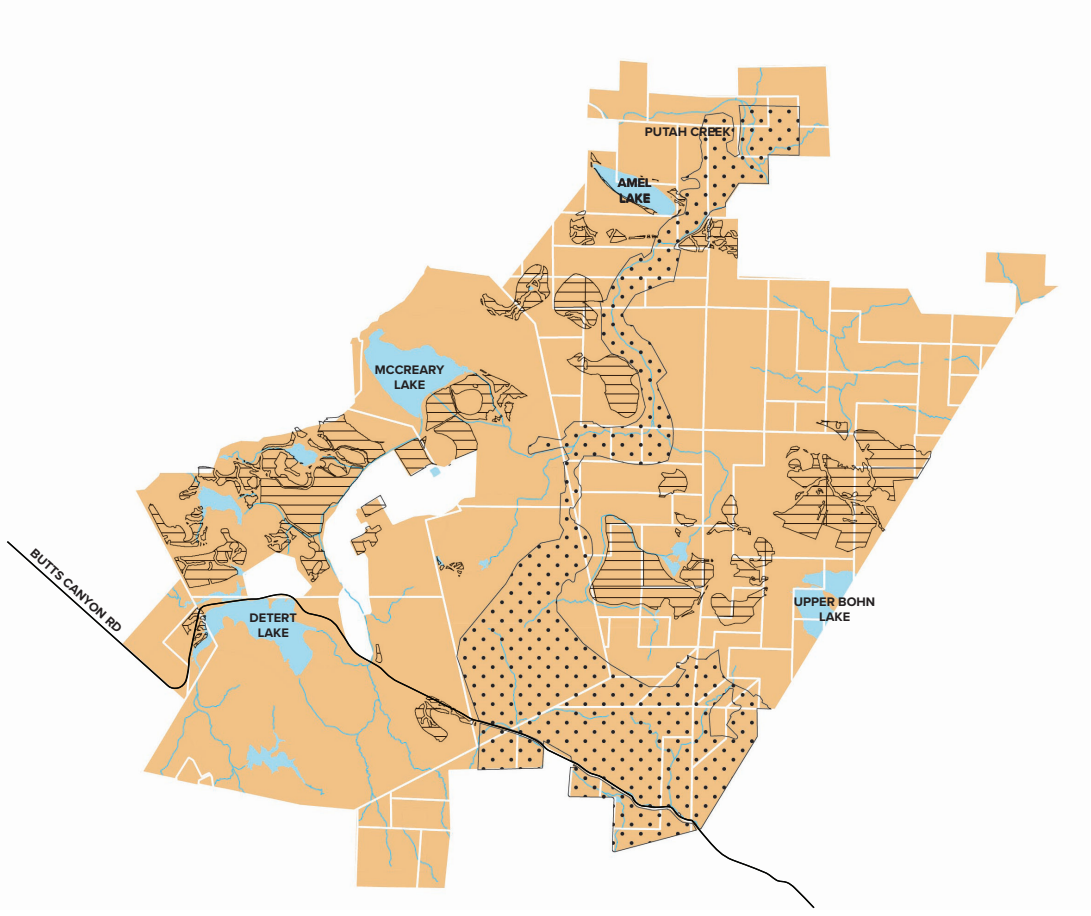 PUTAH CREEK
AMEL
LAKE
MCCREARY
LAKE
BUTTS CANYON RD
DETERT
LAKE
UPPER BOHN
LAKE